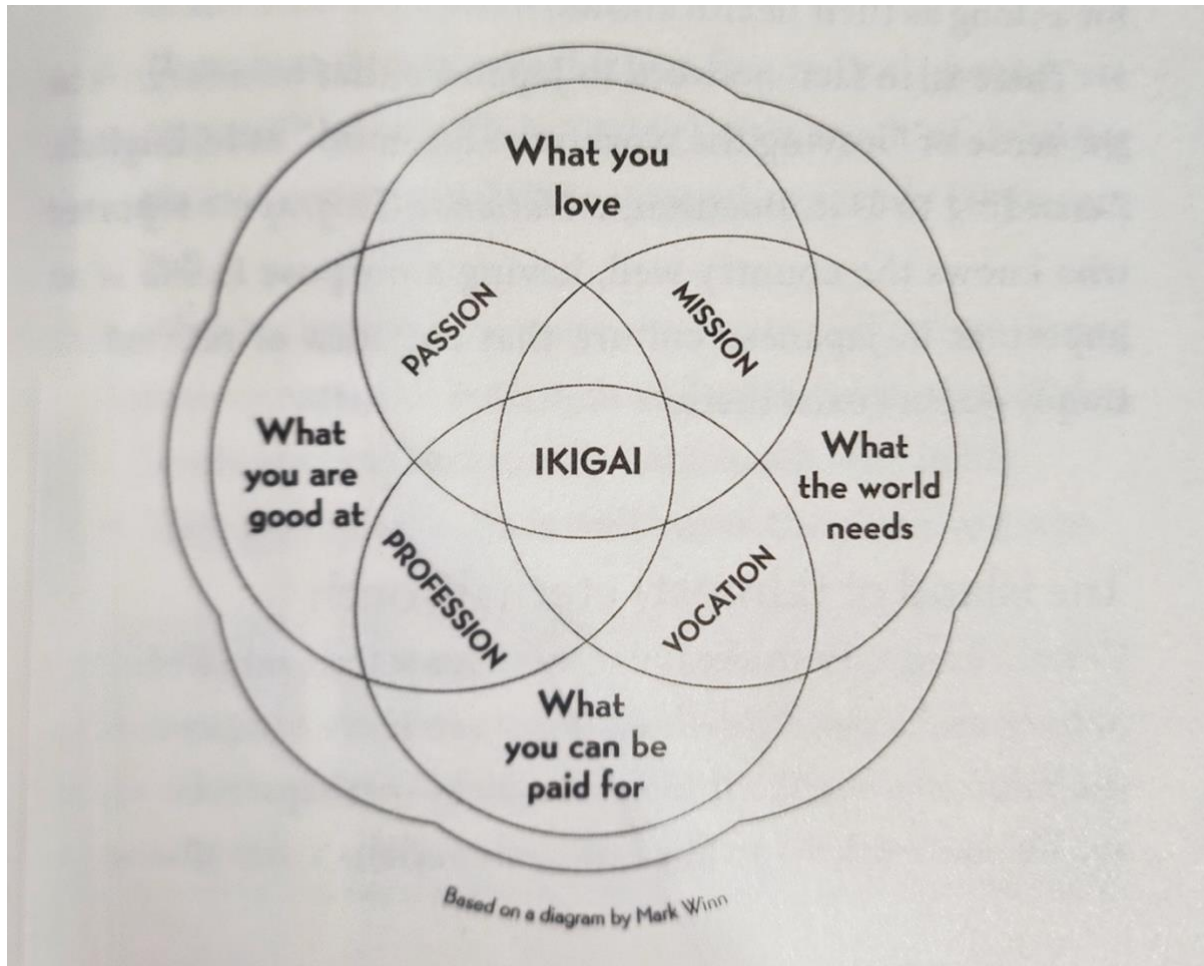 What you
love
PASSION
MISSION
What
you are
good at
IKIGAI
What
the world
needs
PROFESSION
VOCATION
What
you can be
paid for
Based on a diagram by Mark Winn